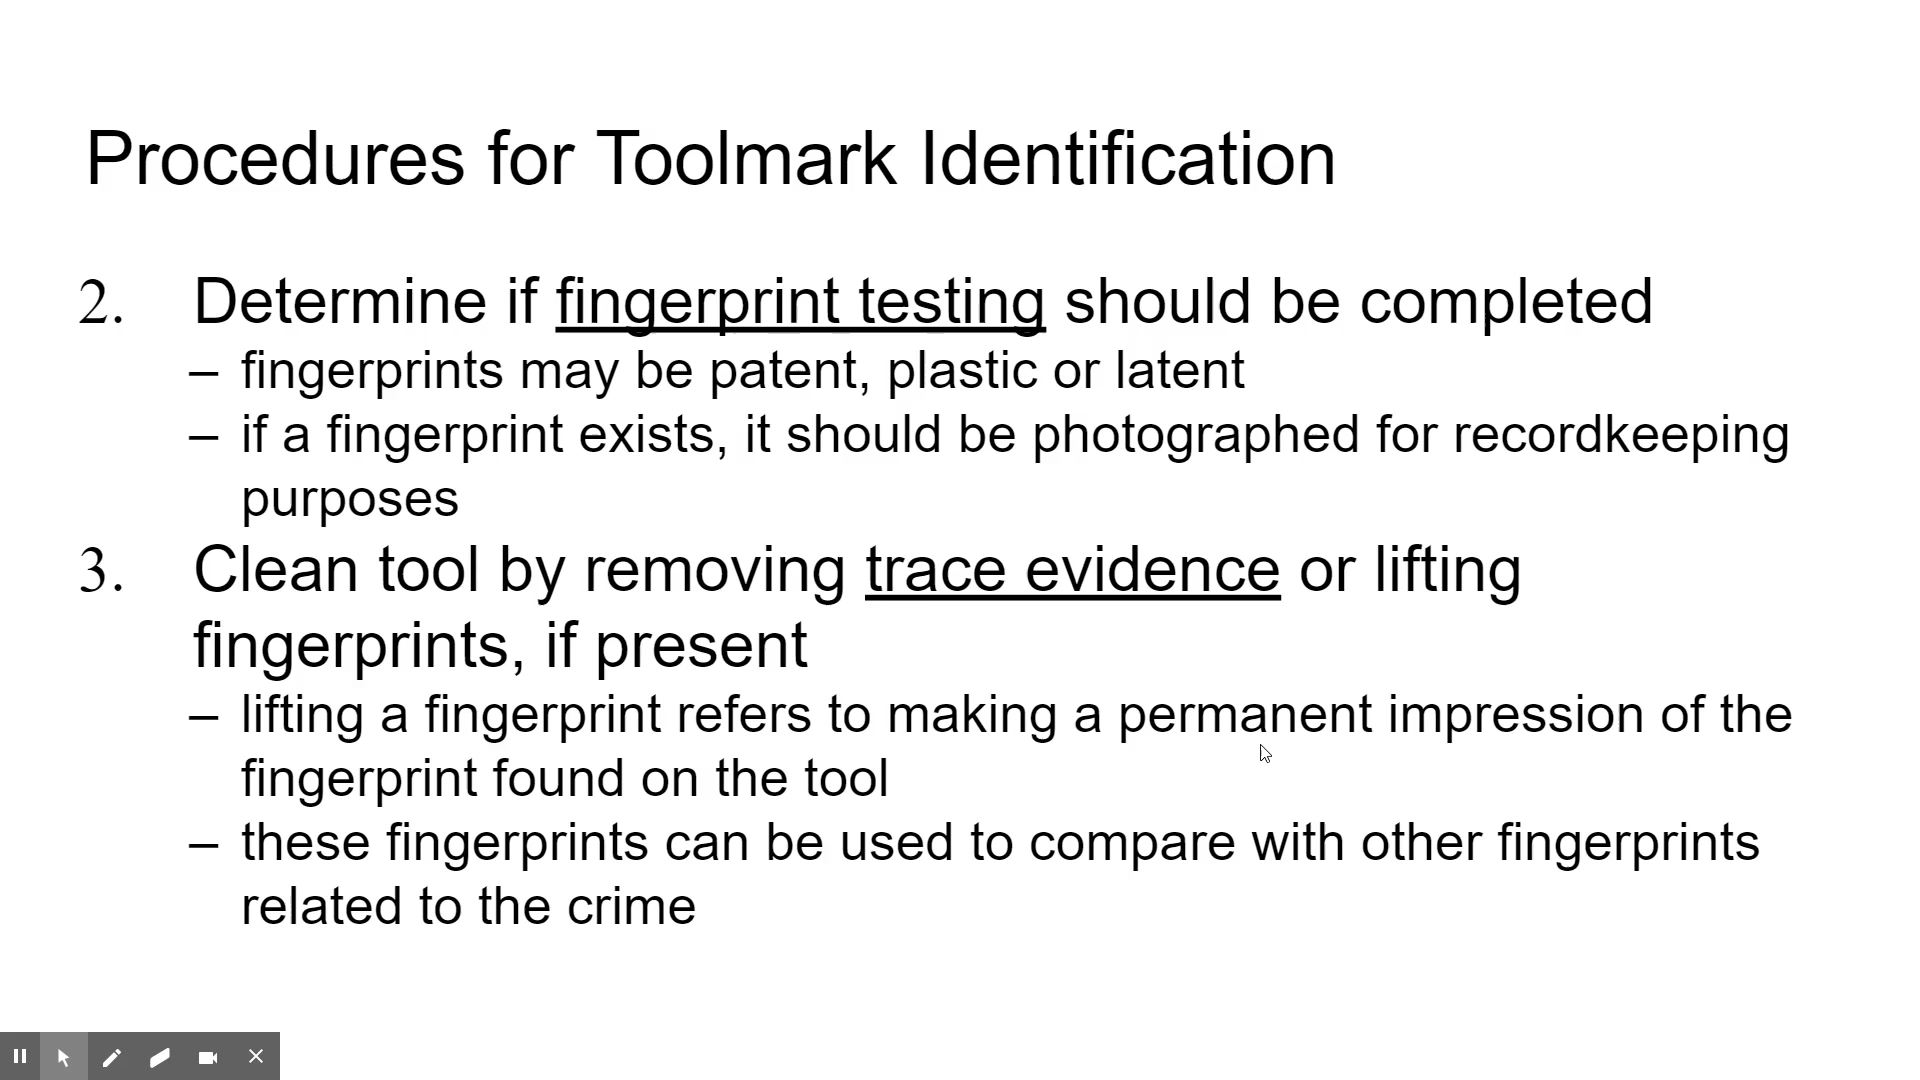 Procedures for Toolmark Identification
2. Determine if fingerprint testing should be completed
– fingerprints may be patent, plastic or latent
– if a fingerprint exists, it should be photographed for recordkeeping
purposes
3. Clean tool by removing trace evidence or lifting
fingerprints, if present
– lifting a fingerprint refers to making a permanent impression of the
fingerprint found on the tool
– these fingerprints can be used to compare with other fingerprints
related to the crime